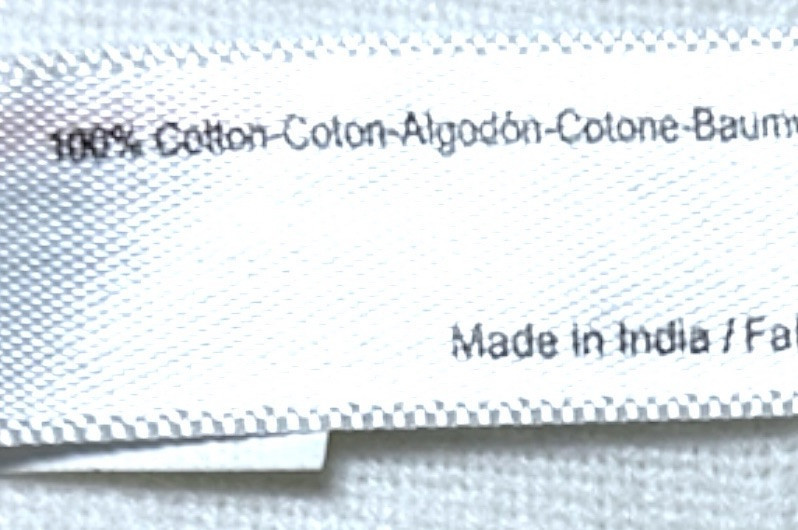 100% Cotton-Coton-Algodón-Cotone-Baum
Made in India / Fa